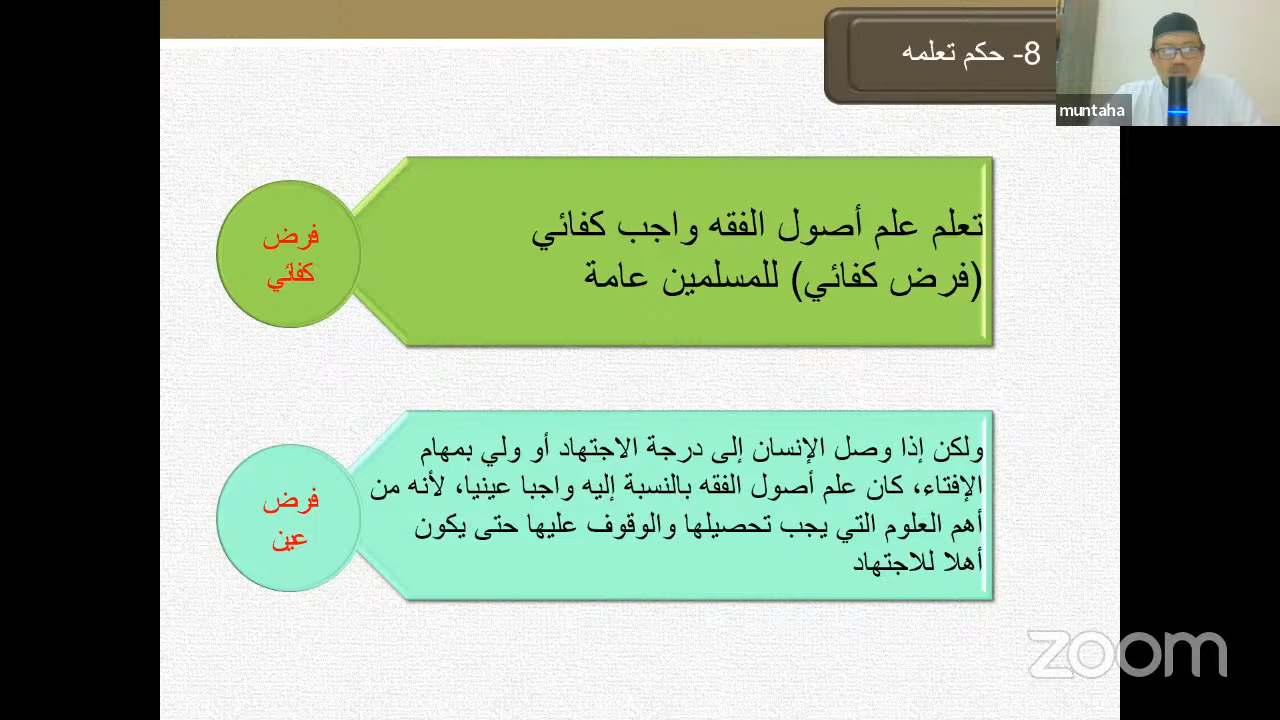 8- حكم تعلمه
muntaha
تعلم علم أصول الفقه واجب كفائي
(فرض كفائي) للمسلمين عامة
فرض
كفائي
ولكن إذا وصل الإنسان إلى درجة الاجتهاد أو ولي بمهام
الإفتاء، كان علم أصول الفقه بالنسبة إليه واجبا عينيا، لأنه من
أهم العلوم التي يجب تحصيلها والوقوف عليها حتى يكون
أهلا للاجتهاد
فرض
عين
zoom